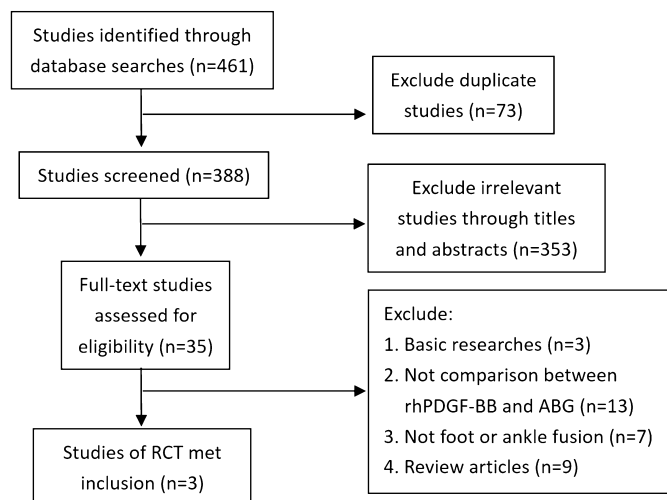 Studies identified through
database searches (n=461)
Exclude duplicate
studies (n=73)
Studies screened (n=388)
Exclude irrelevant
studies through titles
and abstracts (n=353)
Full-text studies
assessed for
eligibility (n=35)
Exclude:
1. Basic researches (n=3)
2. Not comparison between
rhPDGF-BB and ABG (n=13)
3. Not foot or ankle fusion (n=7)
4. Review articles (n=9)
Studies of RCT met
inclusion (n=3)